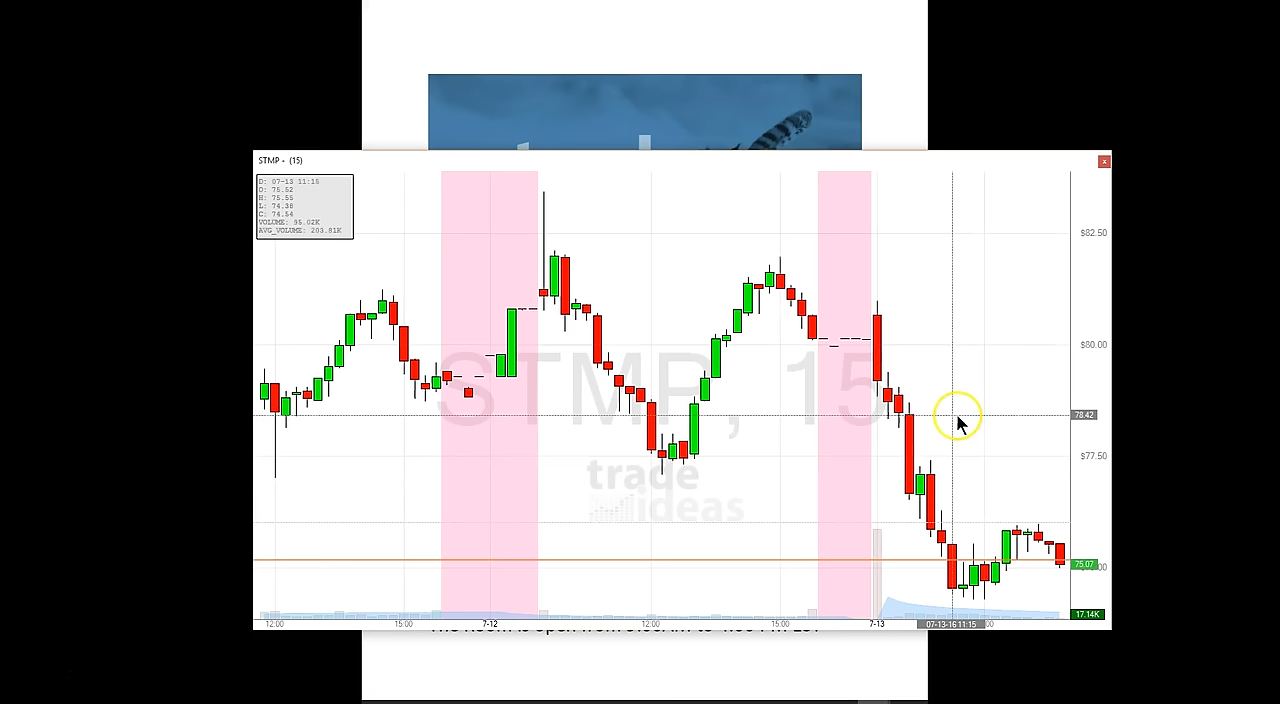 STMP - (15)
D: 07-13 11:15
O: 75.52
H: 75.55
L: 74.38
C: 74.54
VOLUME: 95.02K
AVG_VOLUME: 203.81K
$82.50
$80.00
STMP, 15
78.42
$77.50
trade
ideas
75.07
17.14K
12:00
15:00
7-12
12:00
15:00
7-13
07-13-16 11:15